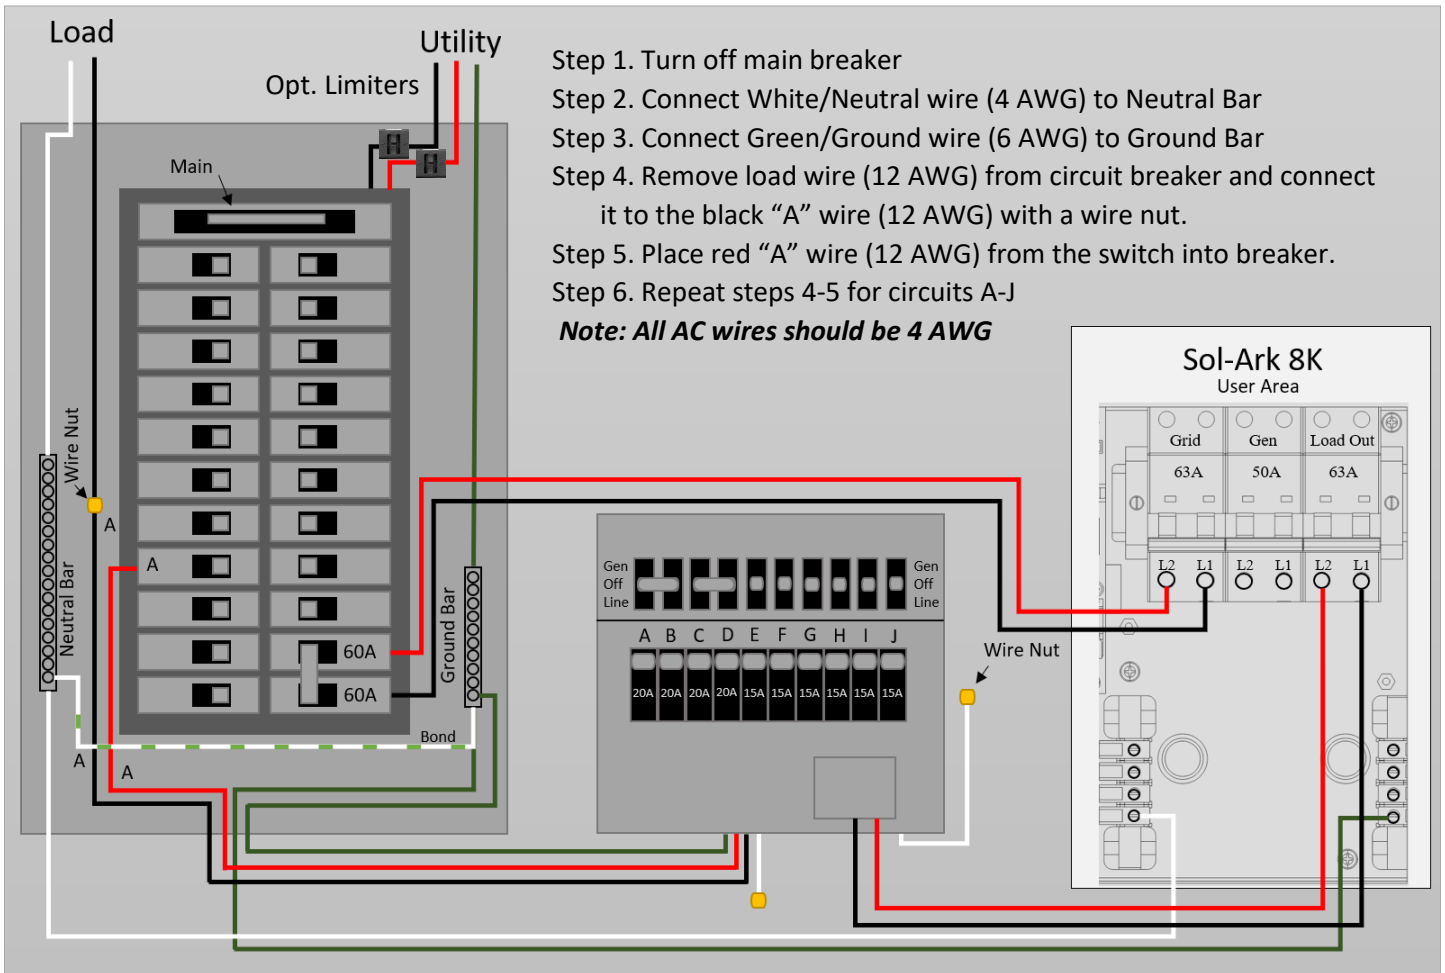 Load
Utility
Opt. Limiters
Step 1. Turn off main breaker
Step 2. Connect White/Neutral wire (4 AWG) to Neutral Bar
Step 3. Connect Green/Ground wire (6 AWG) to Ground Bar
Step 4. Remove load wire (12 AWG) from circuit breaker and connect
it to the black “A” wire (12 AWG) with a wire nut.
Step 5. Place red “A” wire (12 AWG) from the switch into breaker.
Step 6. Repeat steps 4-5 for circuits A-J
Note: All AC wires should be 4 AWG
Main
Wire Nut
A
A
Neutral Bar
Ground Bar
60A
60A
Bond
A
A
Gen
Off
Line
Gen
Off
Line
A B C D E F G H I J
20A 20A 20A 20A 15A 15A 15A 15A 15A 15A
Wire Nut
Sol-Ark 8K
User Area
Grid Gen Load Out
63A 50A 63A
L2 L1 L2 L1 L2 L1